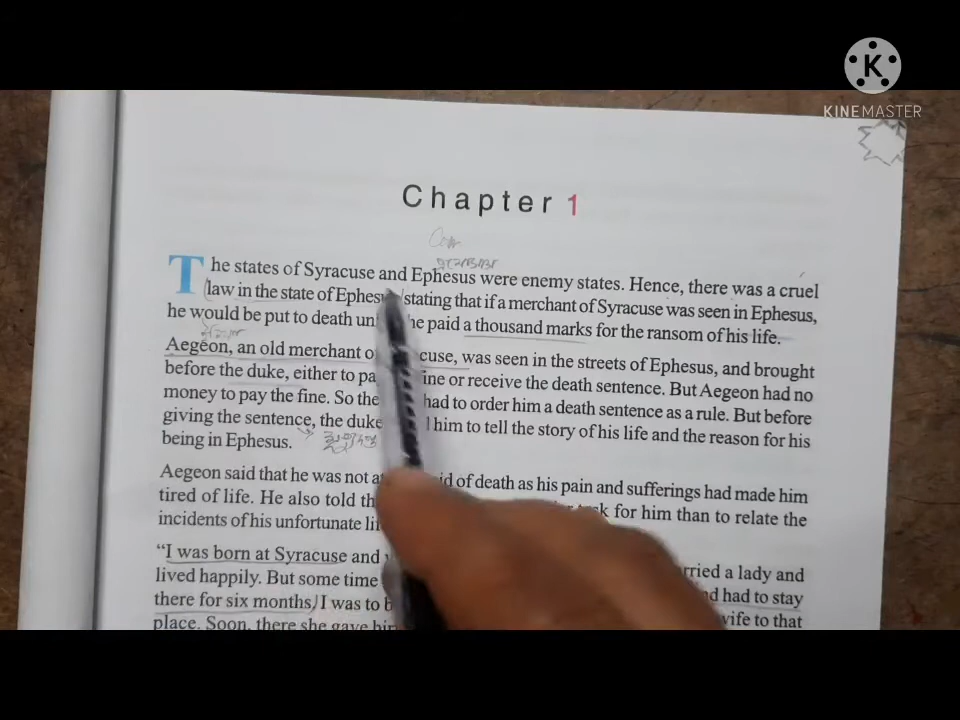 K
KINEMASTER
Chapter 1
The states of Syracuse and Ephesus were enemy states. Hence, there was a cruel
law in the state of Ephesus stating that if a merchant of Syracuse was seen in Ephesus,
he would be put to death un he paid a thousand marks for the ransom of his life.
Aegeon, an old merchant o cuse, was seen in the streets of Ephesus, and brought
before the duke, either to pa fine or receive the death sentence. But Aegeon had no
money to pay the fine. So the had to order him a death sentence as a rule. But before
giving the sentence, the duke him to tell the story of his life and the reason for his
being in Ephesus.
Aegeon said that he was not a of death as his pain and sufferings had made him
tired of life. He also told th for him than to relate the
incidents of his unfortunate li
"I was born at Syracuse and rried a lady and
lived happily. But some time nd had to stay
there for six months, I was to b wife to that
place. Soon, there she gave